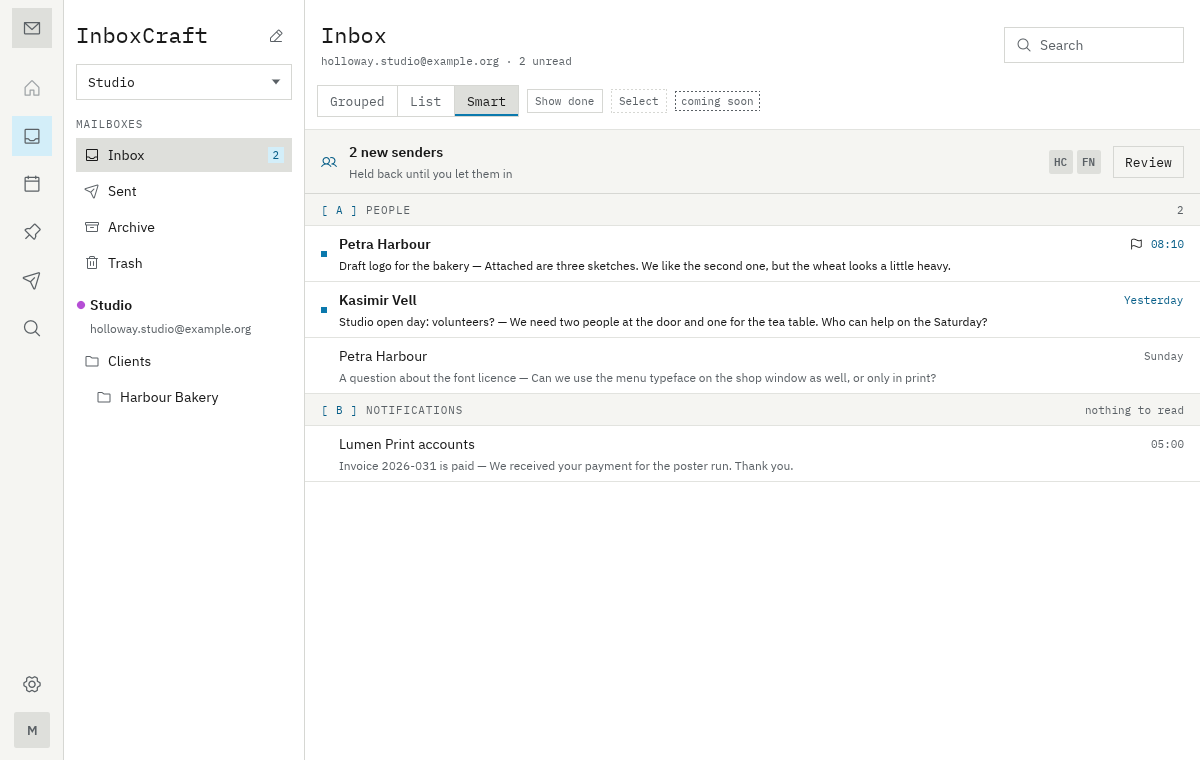 InboxCraft
Studio
MAILBOXES
Inbox 2
Sent
Archive
Trash
Studio
holloway.studio@example.org
Clients
Harbour Bakery
M
Inbox
holloway.studio@example.org · 2 unread
Search
Grouped List Smart Show done Select coming soon
2 new senders
Held back until you let them in
HC FN Review
[ A ] PEOPLE 2
Petra Harbour 08:10
Draft logo for the bakery — Attached are three sketches. We like the second one, but the wheat looks a little heavy.
Kasimir Vell Yesterday
Studio open day: volunteers? — We need two people at the door and one for the tea table. Who can help on the Saturday?
Petra Harbour Sunday
A question about the font licence — Can we use the menu typeface on the shop window as well, or only in print?
[ B ] NOTIFICATIONS nothing to read
Lumen Print accounts 05:00
Invoice 2026-031 is paid — We received your payment for the poster run. Thank you.